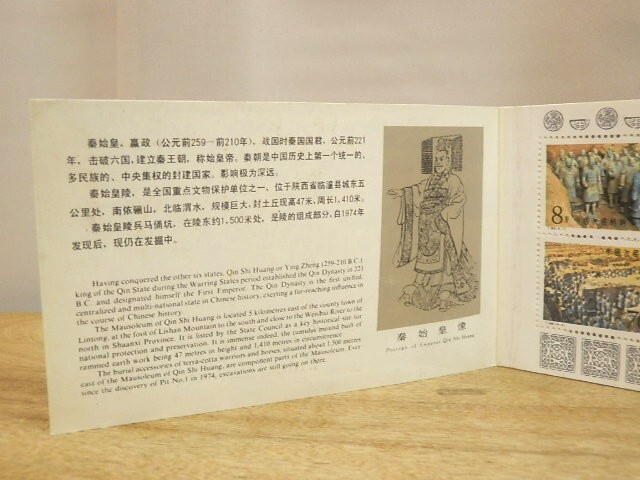 秦始皇，嬴政（公元前259—前210年），战国时秦国国君，公元前221
年，击破六国，建立秦王朝，称始皇帝。秦朝是中国历史上第一个统一的、
多民族的、中央集权的封建国家。影响极为深远。
秦始皇陵，是全国重点文物保护单位之一、位于陕西省临潼县城东五
公里处，南依骊山，北临渭水，规模巨大，封土丘现高47米，周长1,410米。
秦始皇陵兵马俑坑，在陵东约1,500米处，是陵的组成部分，自1974年
发现后，现仍在发掘中。
Having conquered the other six states, Qin Shi Huang or Ying Zheng (259-210 B.C.)
king of the Qin State during the Warring States period established the Qin Dynasty in 221
B.C. and designated himself the First Emperor. The Qin Dynasty is the first unified,
centralized and multi-national state in Chinese history, exerting a far-reaching influence in
the course of Chinese history.
The Mausoleum of Qin Shi Huang is located 5 kilometres east of the county town of
Lintong, at the foot of Lishan Mountain to the south and close to the Weishui River to the
north in Shaanxi Province. It is listed by the State Council as a key historical site for
national protection and preservation. It is immense indeed, the tumulus moved built of
rammed earth work being 47 metres in height and 1,410 metres in circumference.
The burial accessories of terra-cotta warriors and horses, situated about 1,500 metres
east of the Mausoleum of Qin Shi Huang, are component parts of the Mausoleum. Ever
since the discovery of Pit No.1 in 1974, excavations are still going on there.
秦始皇像
Portrait of Emperor Qin Shi Huang
8